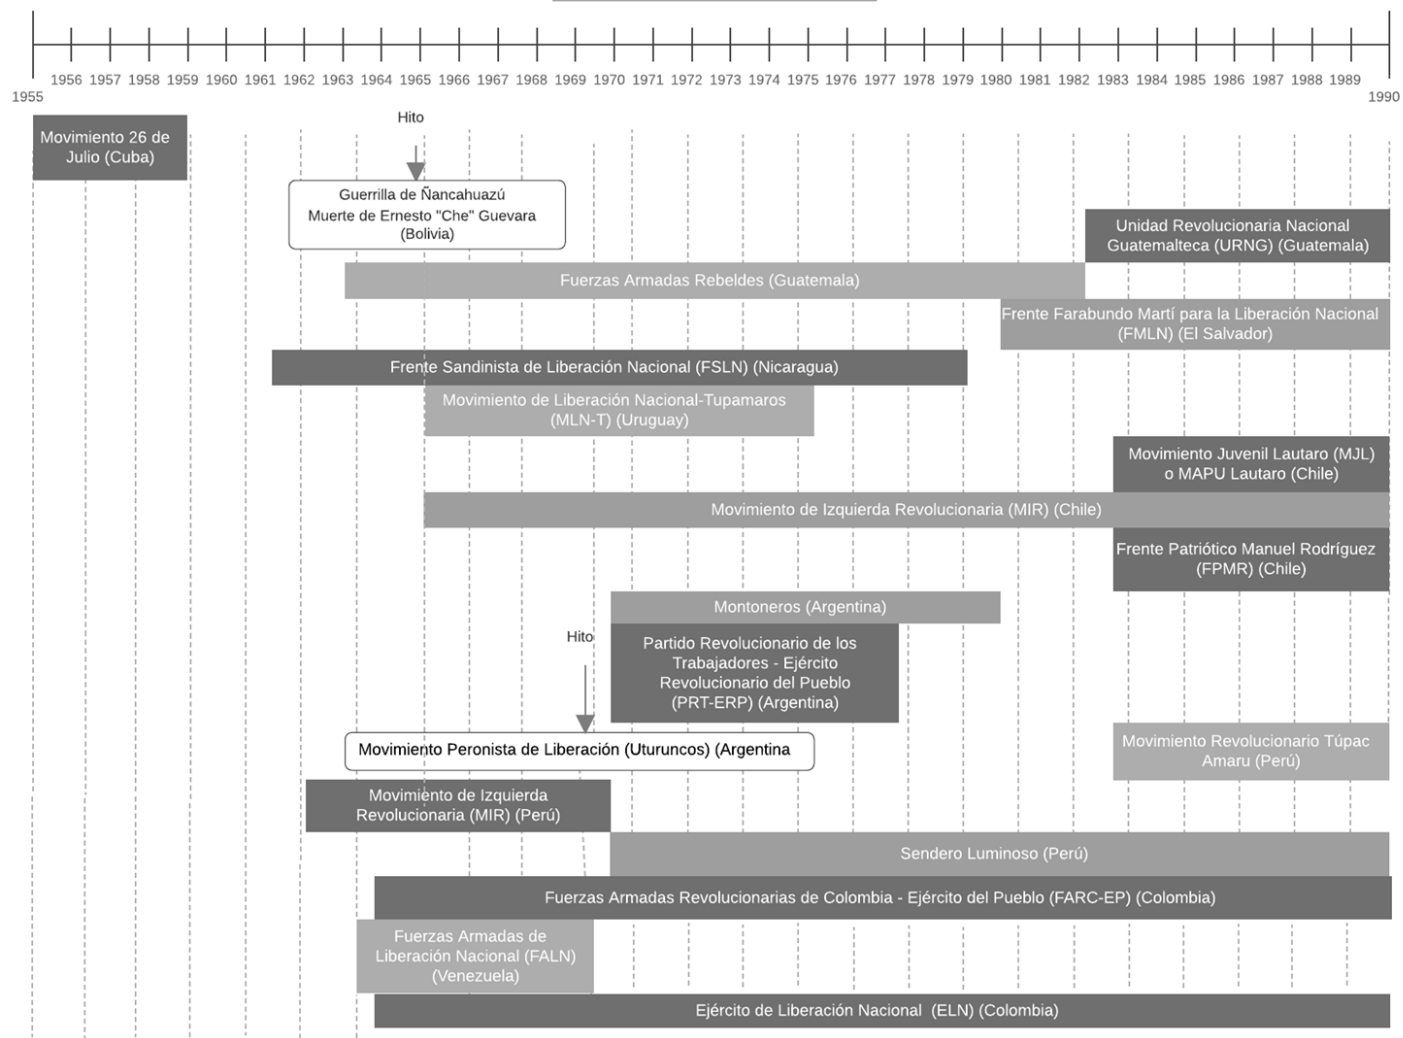 1956 1957 1958 1959 1960 1961 1962 1963 1964 1965 1966 1967 1968 1969 1970 1971 1972 1973 1974 1975 1976 1977 1978 1979 1980 1981 1982 1983 1984 1985 1986 1987 1988 1989
1955
1990
Hito
Movimiento 26 de
Julio (Cuba)
Guerrilla de Ñancahuazú
Muerte de Ernesto "Che" Guevara
(Bolivia)
Unidad Revolucionaria Nacional
Guatemalteca (URNG) (Guatemala)
Fuerzas Armadas Rebeldes (Guatemala)
Frente Farabundo Martí para la Liberación Nacional
(FMLN) (El Salvador)
Frente Sandinista de Liberación Nacional (FSLN) (Nicaragua)
Movimiento de Liberación Nacional-Tupamaros
(MLN-T) (Uruguay)
Movimiento Juvenil Lautaro (MJL)
o MAPU Lautaro (Chile)
Movimiento de Izquierda Revolucionaria (MIR) (Chile)
Frente Patriótico Manuel Rodríguez
(FPMR) (Chile)
Montoneros (Argentina)
Hito
Partido Revolucionario de los
Trabajadores - Ejército
Revolucionario del Pueblo
(PRT-ERP) (Argentina)
Movimiento Peronista de Liberación (Uturuncos) (Argentina
Movimiento Revolucionario Túpac
Amaru (Perú)
Movimiento de Izquierda
Revolucionaria (MIR) (Perú)
Sendero Luminoso (Perú)
Fuerzas Armadas Revolucionarias de Colombia - Ejército del Pueblo (FARC-EP) (Colombia)
Fuerzas Armadas de
Liberación Nacional (FALN)
(Venezuela)
Ejército de Liberación Nacional (ELN) (Colombia)